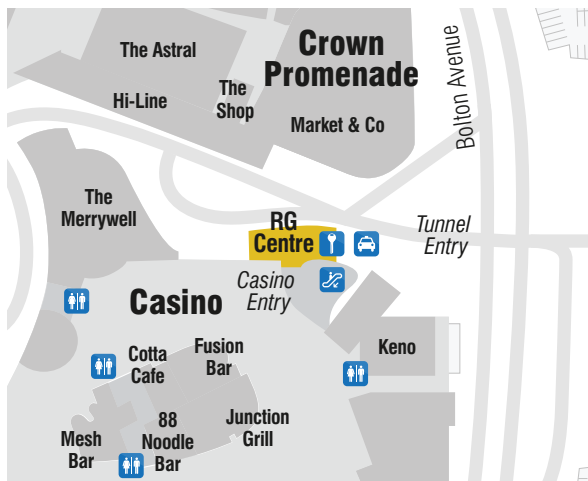 The Astral
Crown
Promenade
Bolton Avenue
Hi-Line
The
Shop
Market & Co
The
Merrywell
RG
Centre
Tunnel
Entry
Casino
Entry
Casino
Cotta
Cafe
Fusion
Bar
Keno
88
Noodle
Bar
Junction
Grill
Mesh
Bar